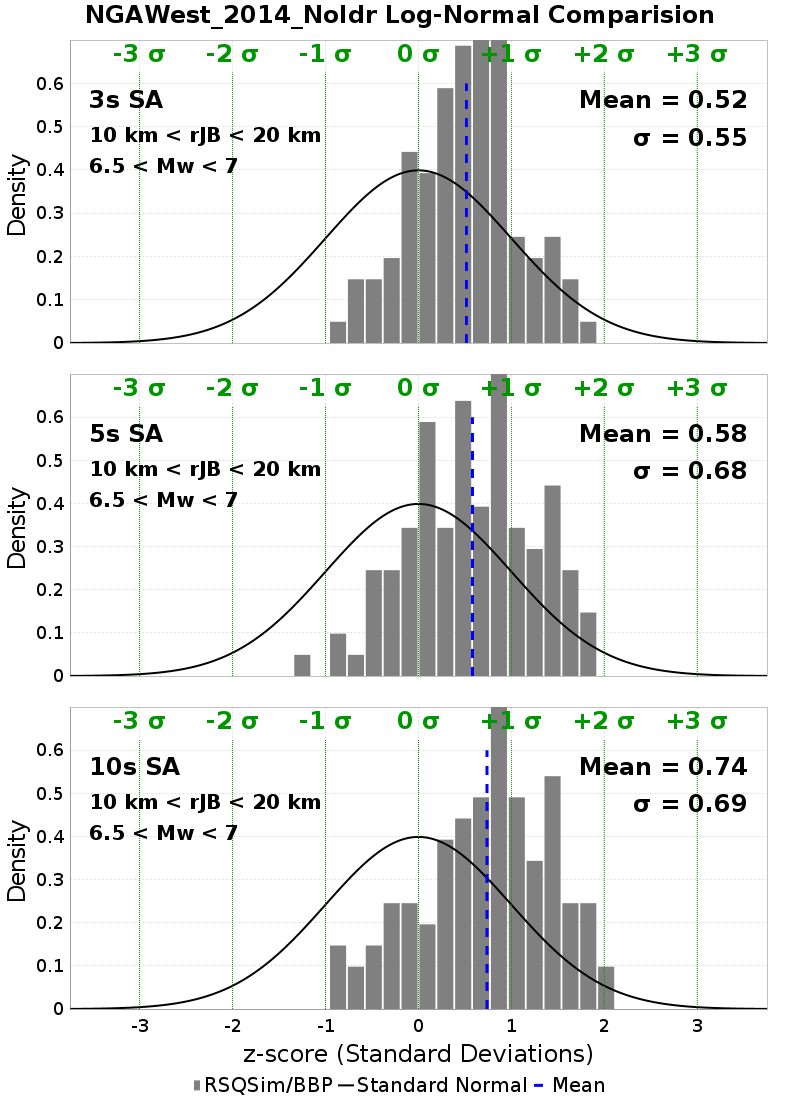 NGAWest_2014_NoIdr Log-Normal Comparision
-3 σ -2 σ -1 σ 0 σ +1 σ +2 σ +3 σ
3s SA
10 km < rJB < 20 km
6.5 < Mw < 7
Mean = 0.52
σ = 0.55
Density
0.6
0.5
0.4
0.3
0.2
0.1
0
-3 σ -2 σ -1 σ 0 σ +1 σ +2 σ +3 σ
5s SA
10 km < rJB < 20 km
6.5 < Mw < 7
Mean = 0.58
σ = 0.68
Density
0.6
0.5
0.4
0.3
0.2
0.1
0
-3 σ -2 σ -1 σ 0 σ +1 σ +2 σ +3 σ
10s SA
10 km < rJB < 20 km
6.5 < Mw < 7
Mean = 0.74
σ = 0.69
Density
0.6
0.5
0.4
0.3
0.2
0.1
0
-3 -2 -1 0 1 2 3
z-score (Standard Deviations)
RSQSim/BBP Standard Normal Mean